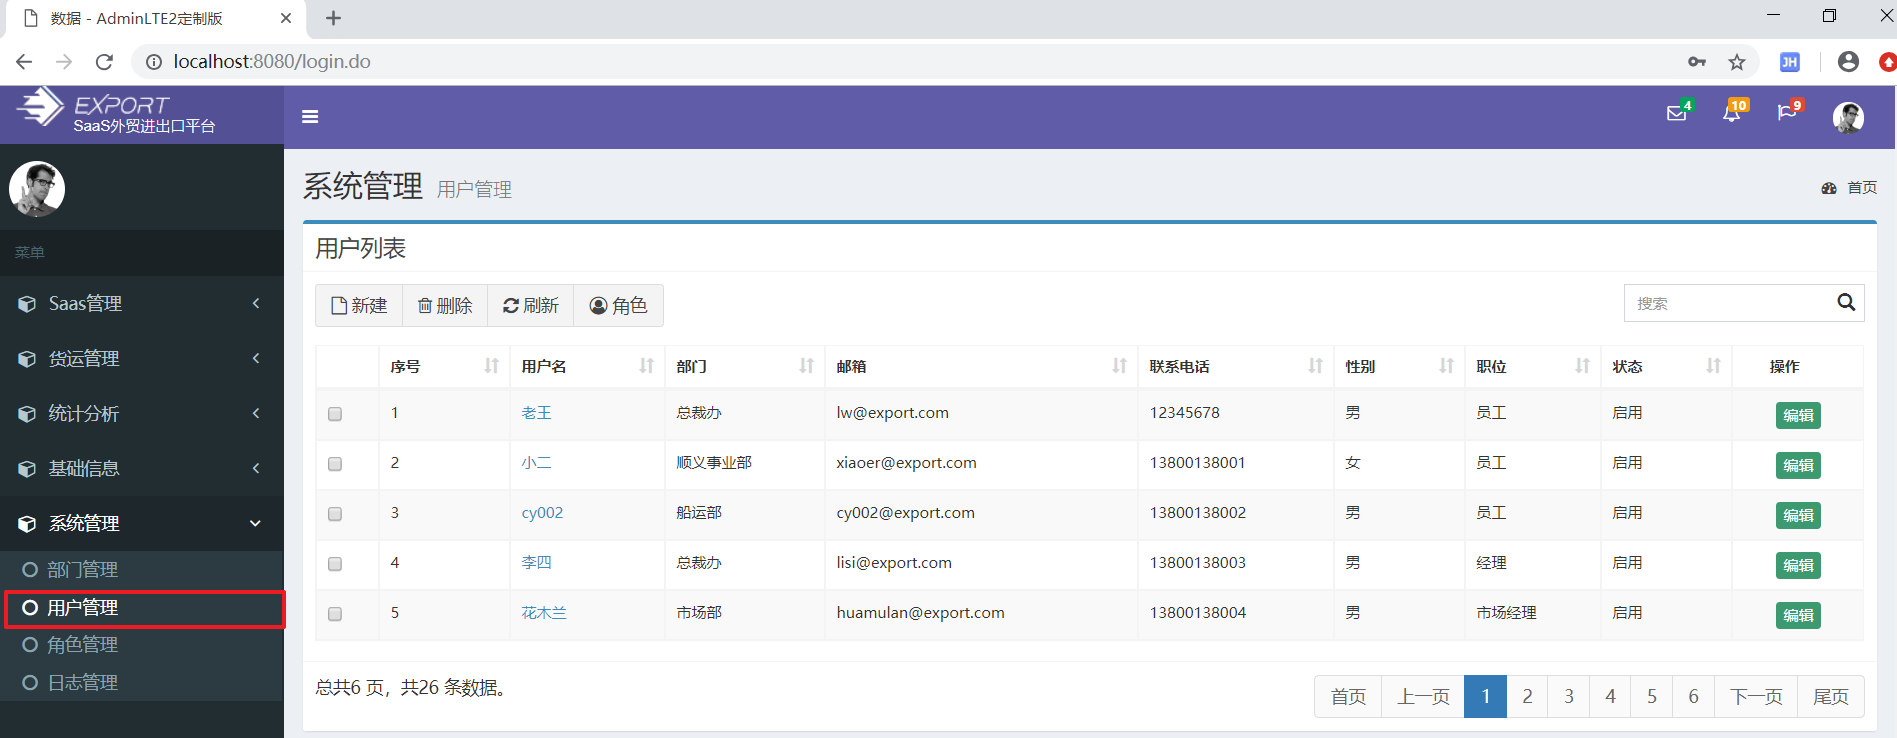 数据 - AdminLTE2定制版
localhost:8080/login.do
JH
EXPORT
SaaS外贸进出口平台
4
10
9
菜单
Saas管理
货运管理
统计分析
基础信息
系统管理
部门管理
用户管理
角色管理
日志管理
系统管理 用户管理
首页
用户列表
新建 删除 刷新 角色
搜索
序号 用户名 部门 邮箱 联系电话 性别 职位 状态 操作
1 老王 总裁办 lw@export.com 12345678 男 员工 启用 编辑
2 小二 顺义事业部 xiaoer@export.com 13800138001 女 员工 启用 编辑
3 cy002 船运部 cy002@export.com 13800138002 男 员工 启用 编辑
4 李四 总裁办 lisi@export.com 13800138003 男 经理 启用 编辑
5 花木兰 市场部 huamulan@export.com 13800138004 男 市场经理 启用 编辑
总共6 页，共26 条数据。
首页 上一页 1 2 3 4 5 6 下一页 尾页